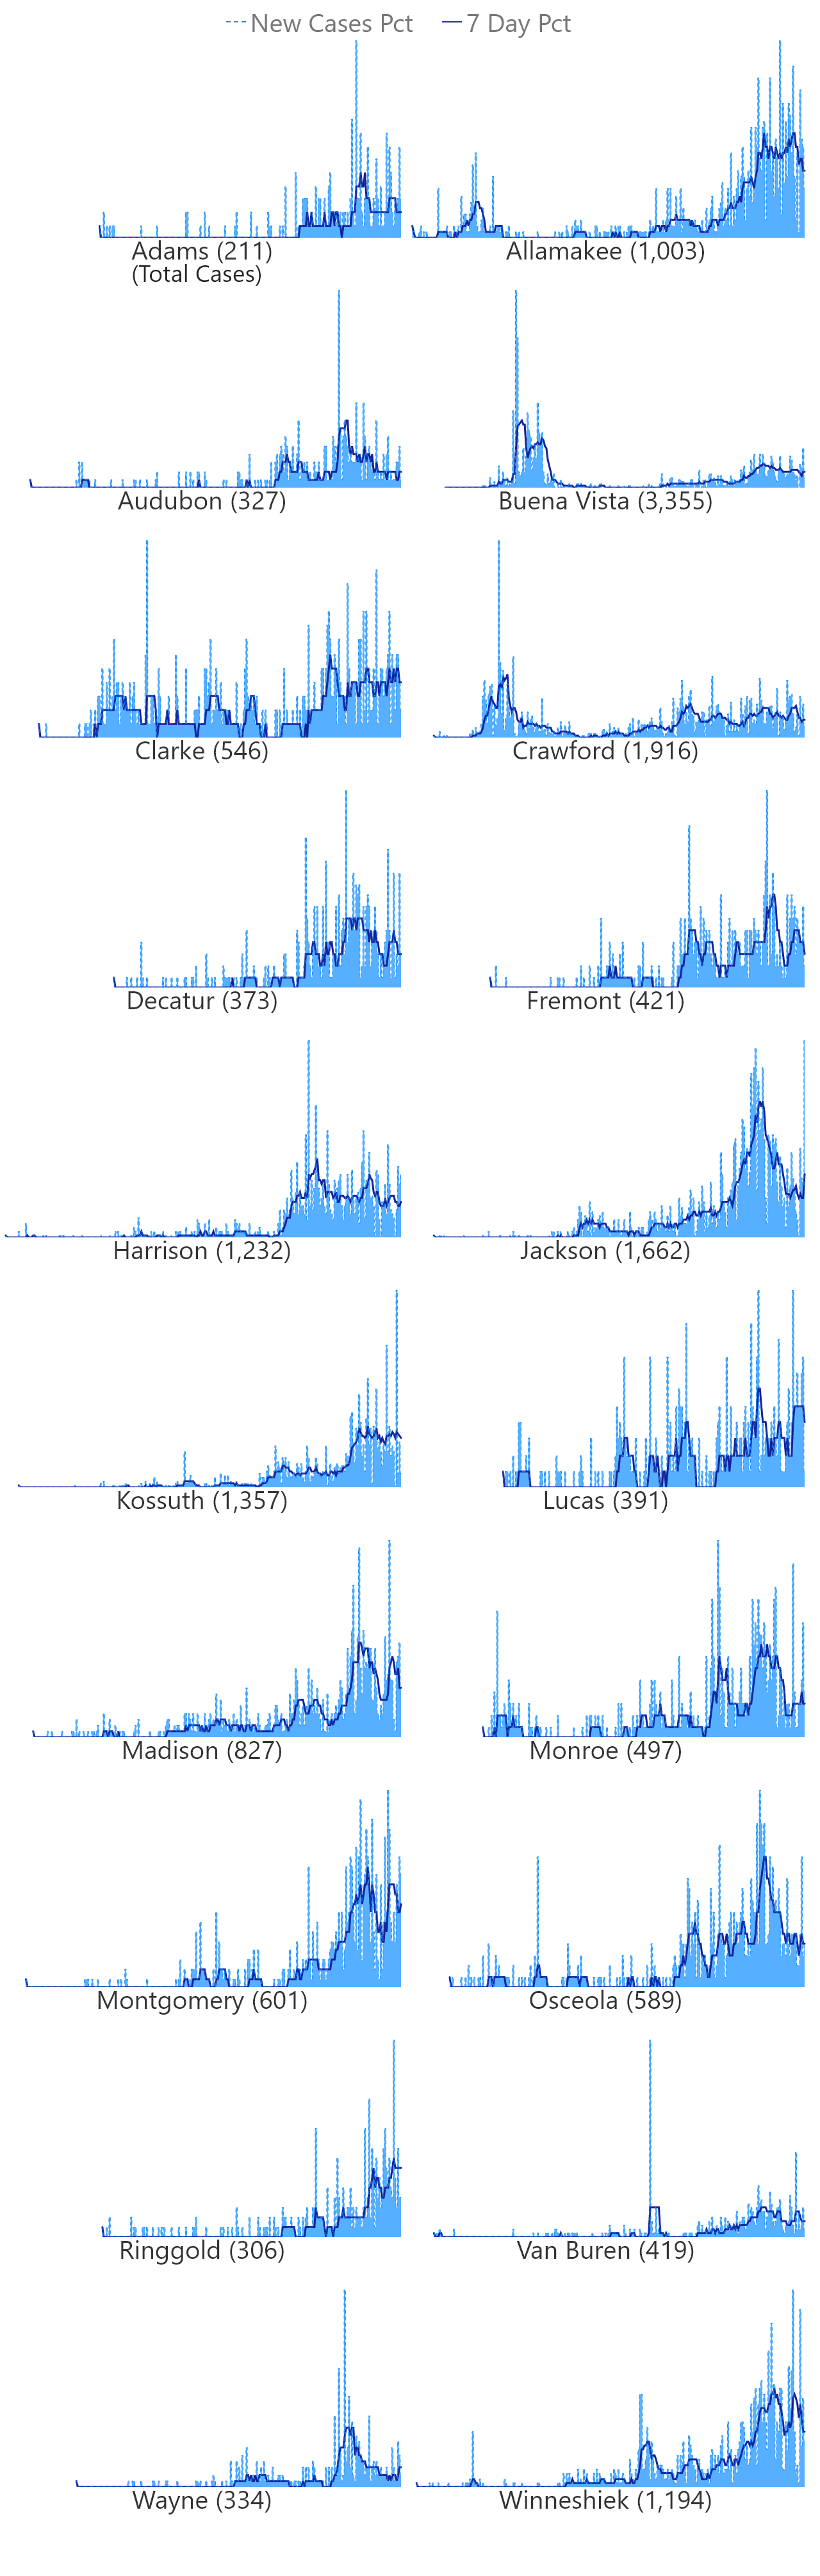 New Cases Pct 7 Day Pct
Adams (211) Allamakee (1,003)
(Total Cases)
Audubon (327) Buena Vista (3,355)
Clarke (546) Crawford (1,916)
Decatur (373) Fremont (421)
Harrison (1,232) Jackson (1,662)
Kossuth (1,357) Lucas (391)
Madison (827) Monroe (497)
Montgomery (601) Osceola (589)
Ringgold (306) Van Buren (419)
Wayne (334) Winneshiek (1,194)